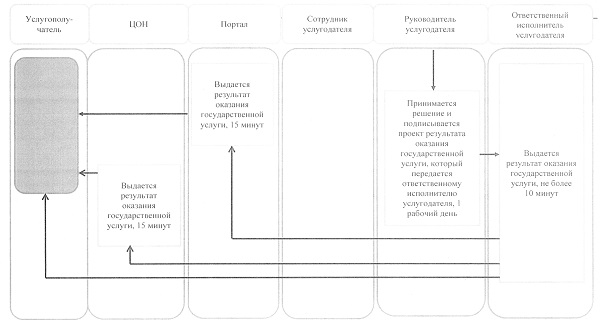 Услугополу-
чатель
ЦОН
Портал
Сотрудник
услугодателя
Руководитель
услугодателя
Ответственный
исполнитель
услугодателя
Выдается
результат
оказания
государственной
услуги, 15 минут
Выдается
результат
оказания
государственной
услуги, 15 минут
Принимается
решение и
подписывается
проект результата
оказания
государственной
услуги, который
передается
ответственному
исполнителю
услугодателя, 1
рабочий день
Выдается
результат оказания
государственной
услуги, не более
10 минут